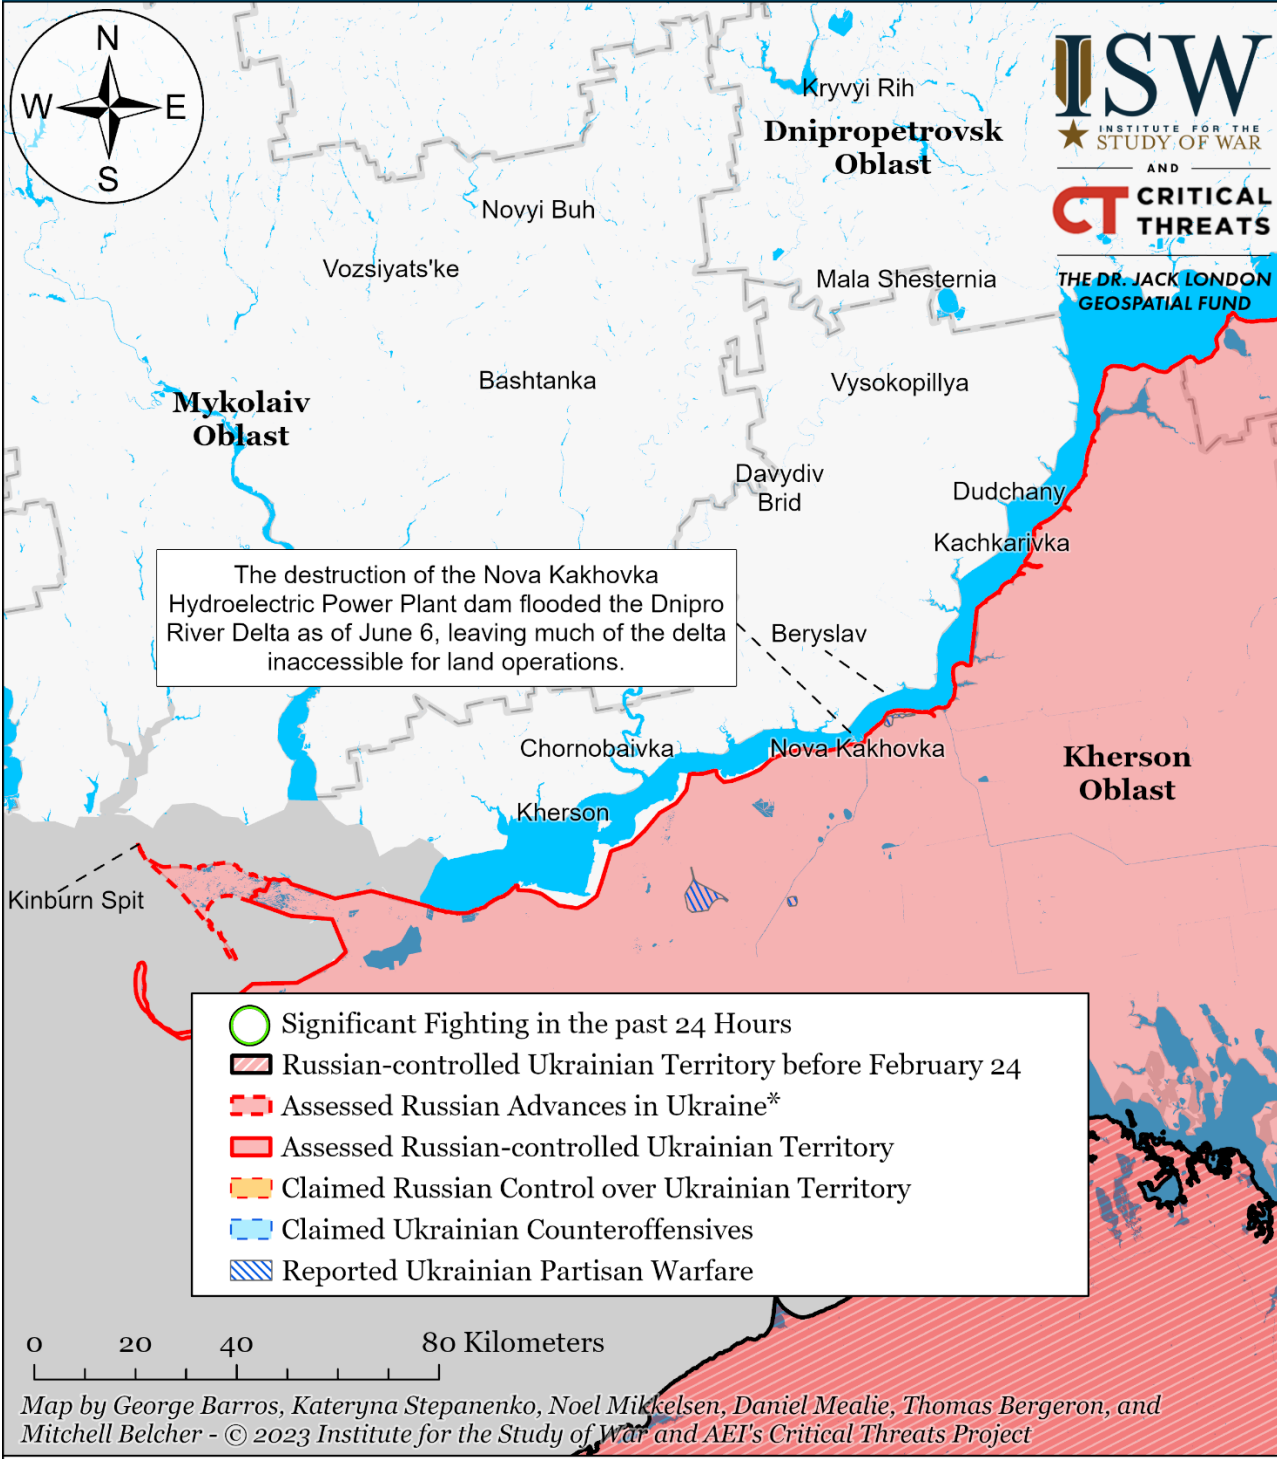 N
W
E
S
ISW
INSTITUTE FOR THE
STUDY OF WAR
AND
CT CRITICAL
THREATS
THE DR. JACK LONDON
GEOSPATIAL FUND
Kryvyi Rih
Dnipropetrovsk
Oblast
Novyi Buh
Vozsiyats'ke
Mala Shesternia
Bashtanka
Vysokopillya
Mykolaiv
Oblast
Davydiv
Brid
Dudchany
Kachkarivka
The destruction of the Nova Kakhovka
Hydroelectric Power Plant dam flooded the Dnipro
River Delta as of June 6, leaving much of the delta
inaccessible for land operations.
Beryslav
Chornobaivka
Nova Kakhovka
Kherson
Oblast
Kherson
Kinburn Spit
Significant Fighting in the past 24 Hours
Russian-controlled Ukrainian Territory before February 24
Assessed Russian Advances in Ukraine*
Assessed Russian-controlled Ukrainian Territory
Claimed Russian Control over Ukrainian Territory
Claimed Ukrainian Counteroffensives
Reported Ukrainian Partisan Warfare
0 20 40 80 Kilometers
Map by George Barros, Kateryna Stepanenko, Noel Mikkelsen, Daniel Mealie, Thomas Bergeron, and
Mitchell Belcher - © 2023 Institute for the Study of War and AEI's Critical Threats Project